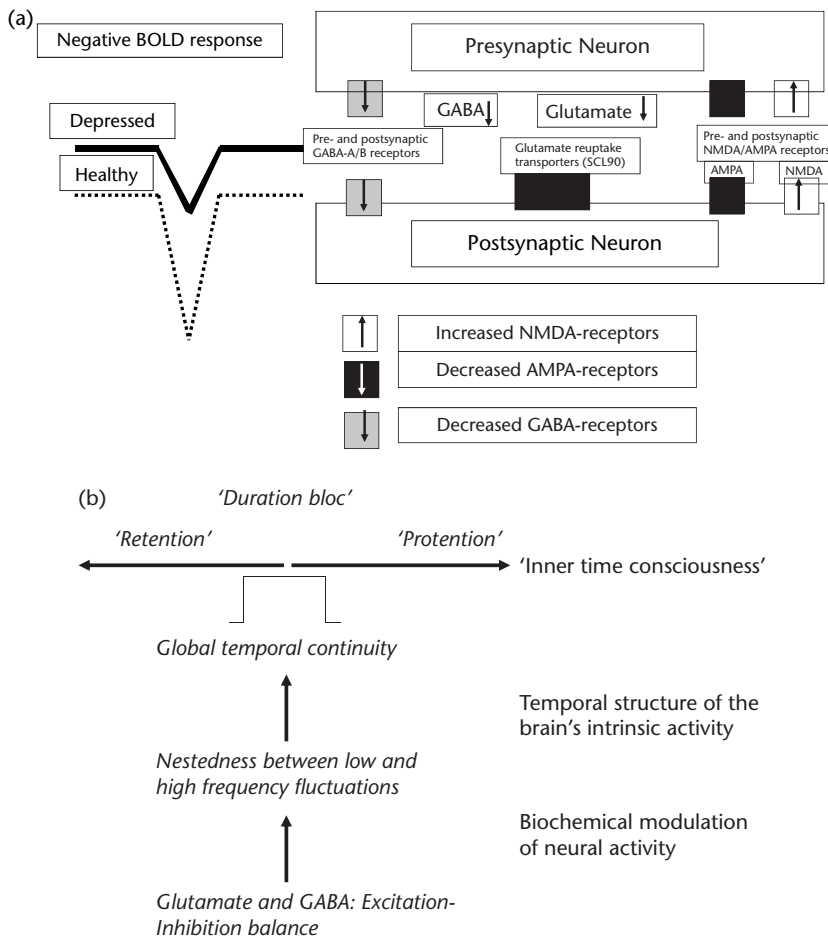 (a)
Negative BOLD response
Depressed
Healthy
Presynaptic Neuron
GABA
Glutamate
Pre- and postsynaptic
GABA-A/B receptors
Glutamate reuptake
transporters (SCL90)
Pre- and postsynaptic
NMDA/AMPA receptors
AMPA
NMDA
Postsynaptic Neuron
Increased NMDA-receptors
Decreased AMPA-receptors
Decreased GABA-receptors
(b)
'Duration bloc'
'Retention'
'Protention'
'Inner time consciousness'
Global temporal continuity
Temporal structure of the
brain's intrinsic activity
Nestedness between low and
high frequency fluctuations
Biochemical modulation
of neural activity
Glutamate and GABA: Excitation-
Inhibition balance